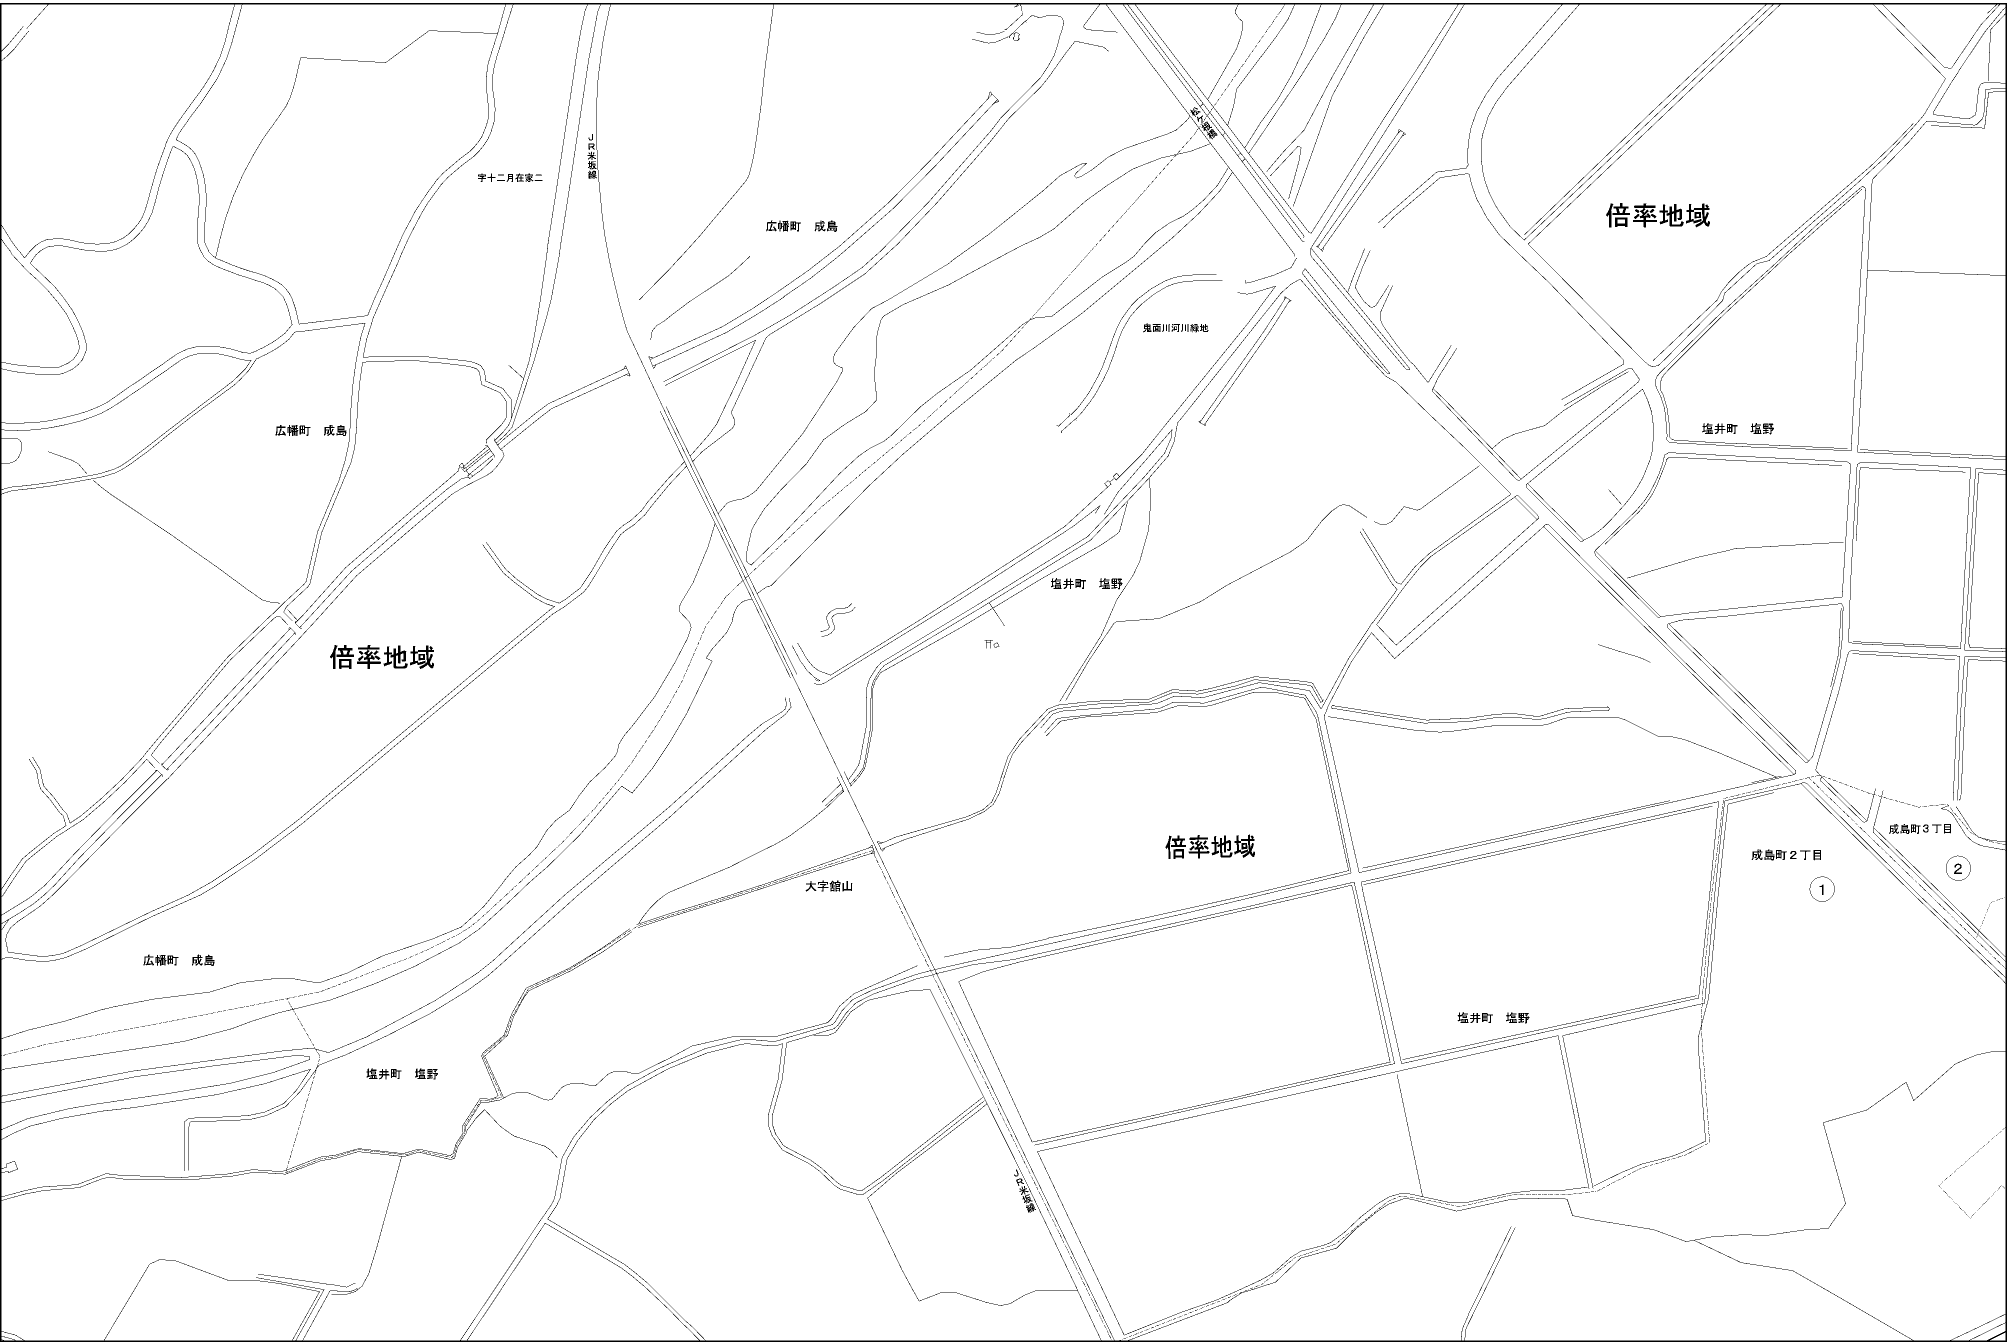 字十二月在家二
JR米坂線
広幡町　成島
倍率地域
鬼面川河川緑地
広幡町　成島
塩井町　塩野
塩井町　塩野
倍率地域
倍率地域
成島町3丁目
成島町2丁目
①
②
大字舘山
広幡町　成島
塩井町　塩野
塩井町　塩野
JR米坂線